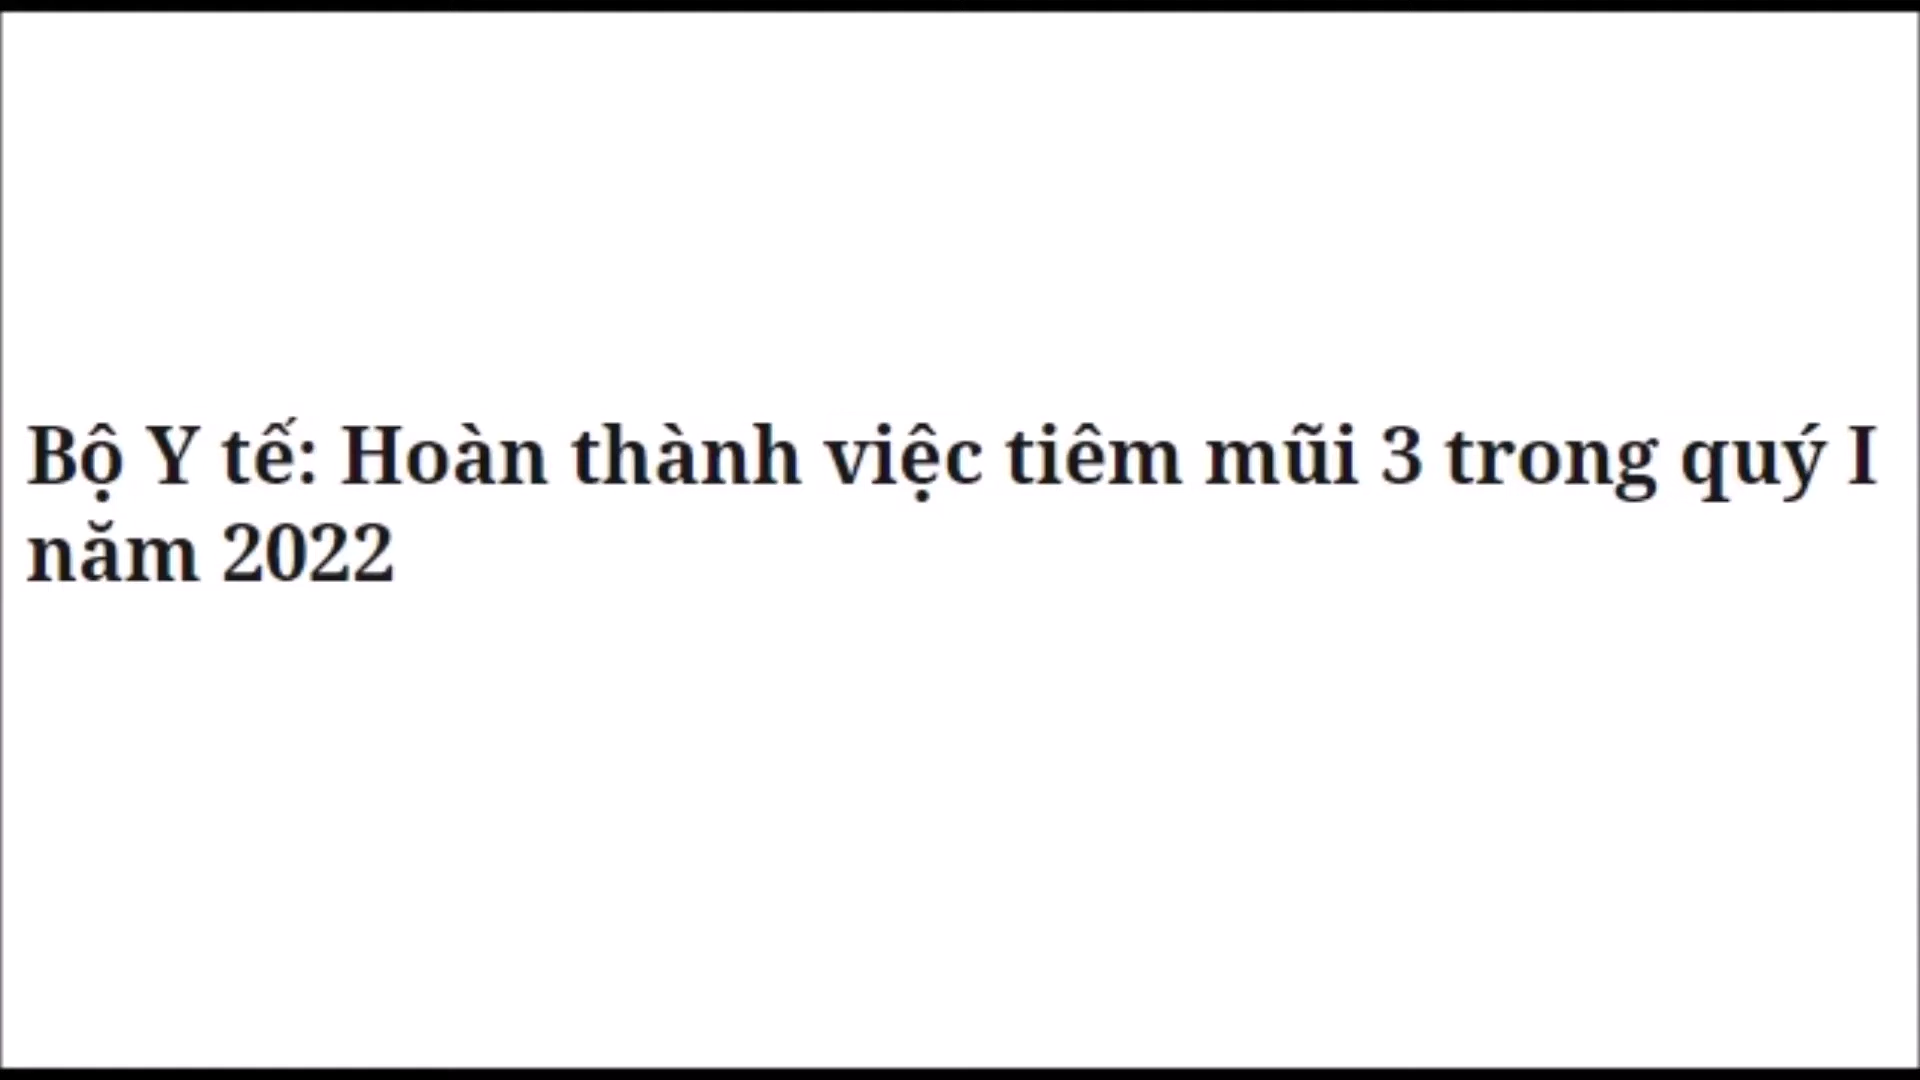 Bộ Y tế: Hoàn thành việc tiêm mũi 3 trong quý I
năm 2022